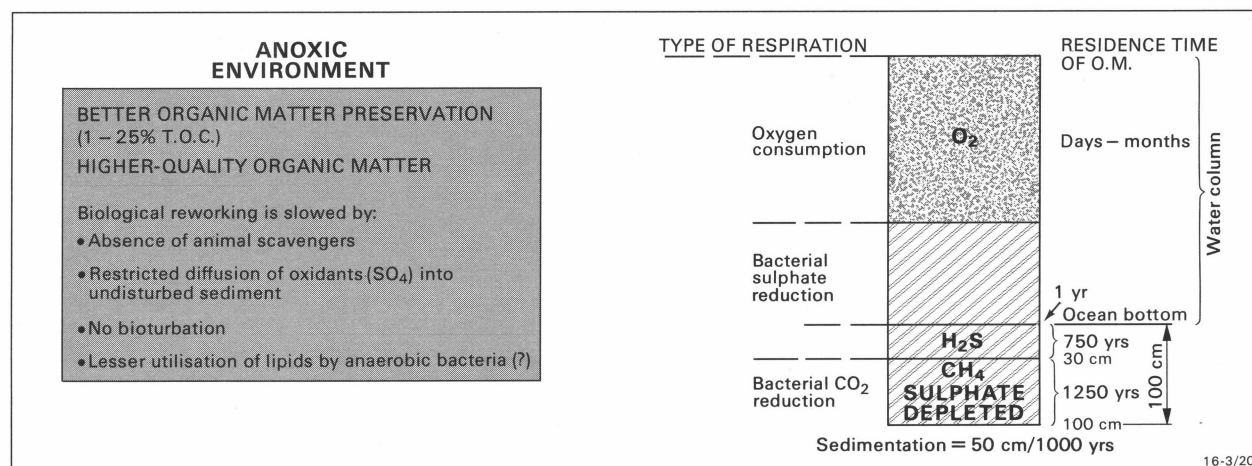 ANOXIC
ENVIRONMENT
BETTER ORGANIC MATTER PRESERVATION
(1 – 25% T.O.C.)
HIGHER-QUALITY ORGANIC MATTER
Biological reworking is slowed by:
• Absence of animal scavengers
• Restricted diffusion of oxidants (SO₄) into
undisturbed sediment
• No bioturbation
• Lesser utilisation of lipids by anaerobic bacteria (?)
TYPE OF RESPIRATION
RESIDENCE TIME
OF O.M.
Oxygen
consumption
O₂
Days – months
Water column
Bacterial
sulphate
reduction
1 yr
Ocean bottom
H₂S
750 yrs
30 cm
Bacterial CO₂
reduction
CH₄
SULPHATE
DEPLETED
1250 yrs
100 cm
100 cm
Sedimentation = 50 cm/1000 yrs
16-3/20